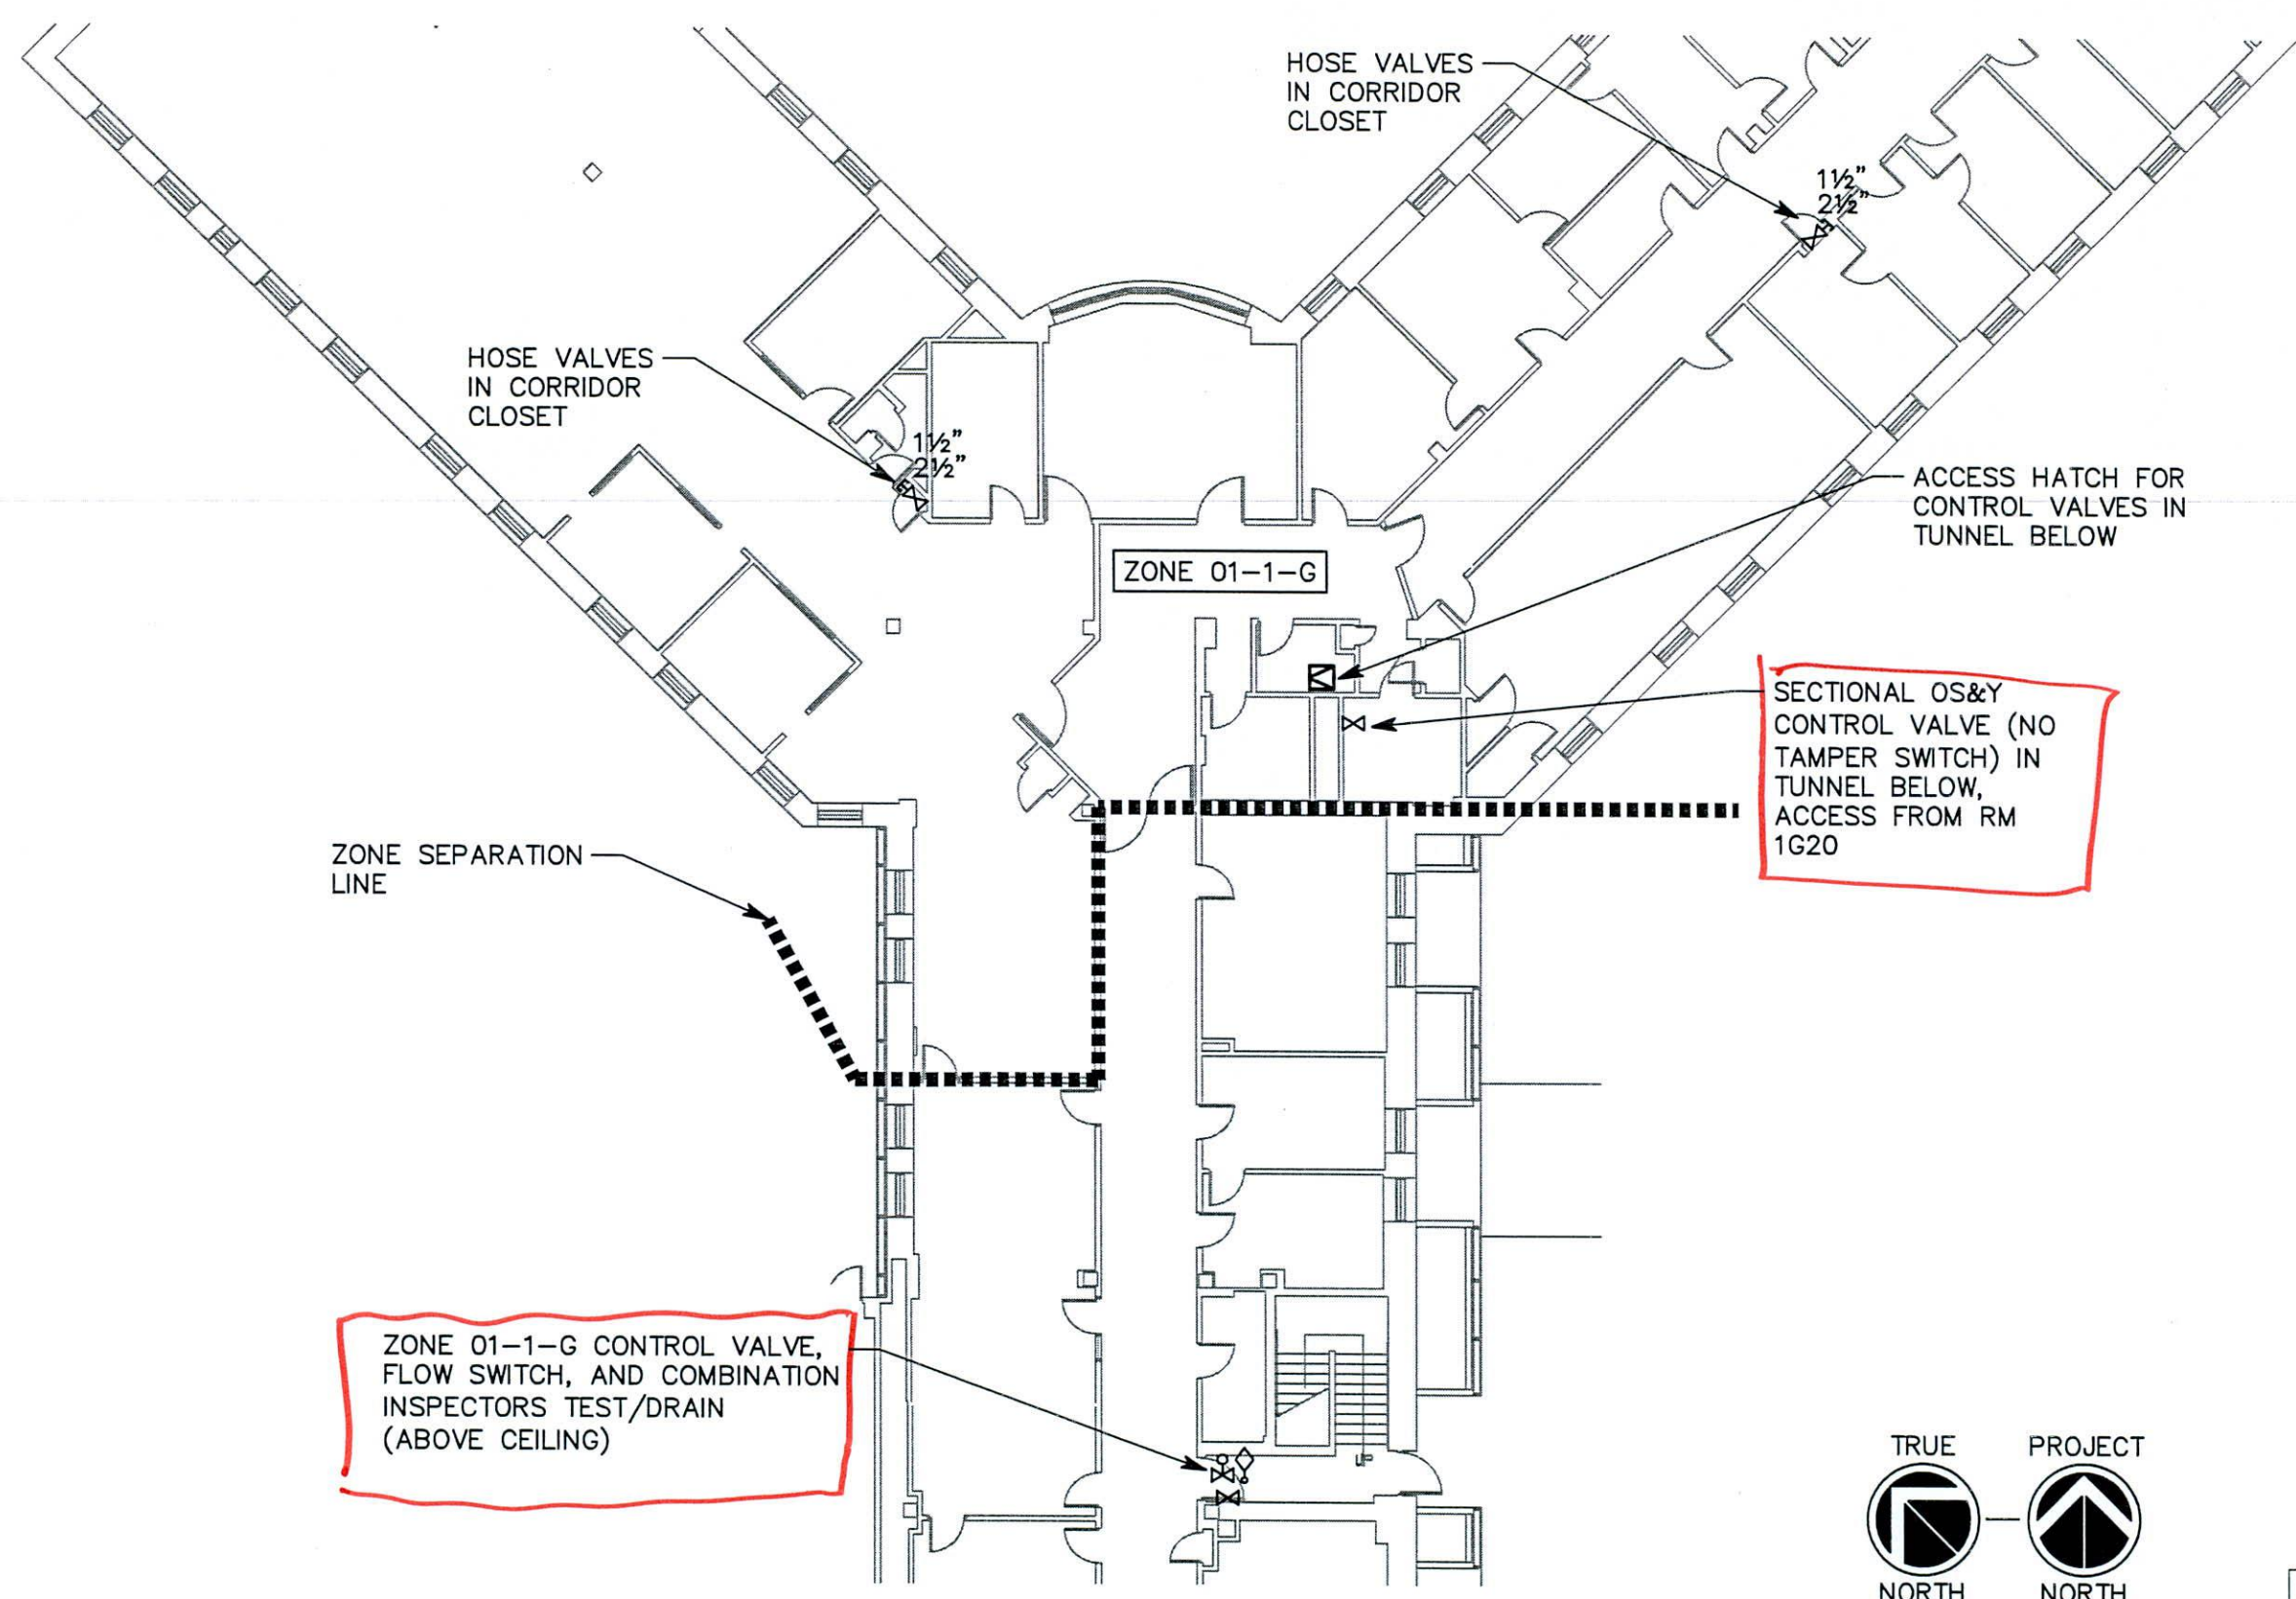 HOSE VALVES
IN CORRIDOR
CLOSET
1½"
2½"
HOSE VALVES
IN CORRIDOR
CLOSET
1½"
2½"
ACCESS HATCH FOR
CONTROL VALVES IN
TUNNEL BELOW
ZONE 01-1-G
SECTIONAL OS&Y
CONTROL VALVE (NO
TAMPER SWITCH) IN
TUNNEL BELOW,
ACCESS FROM RM
1G20
ZONE SEPARATION
LINE
ZONE 01-1-G CONTROL VALVE,
FLOW SWITCH, AND COMBINATION
INSPECTORS TEST/DRAIN
(ABOVE CEILING)
TRUE
NORTH
PROJECT
NORTH